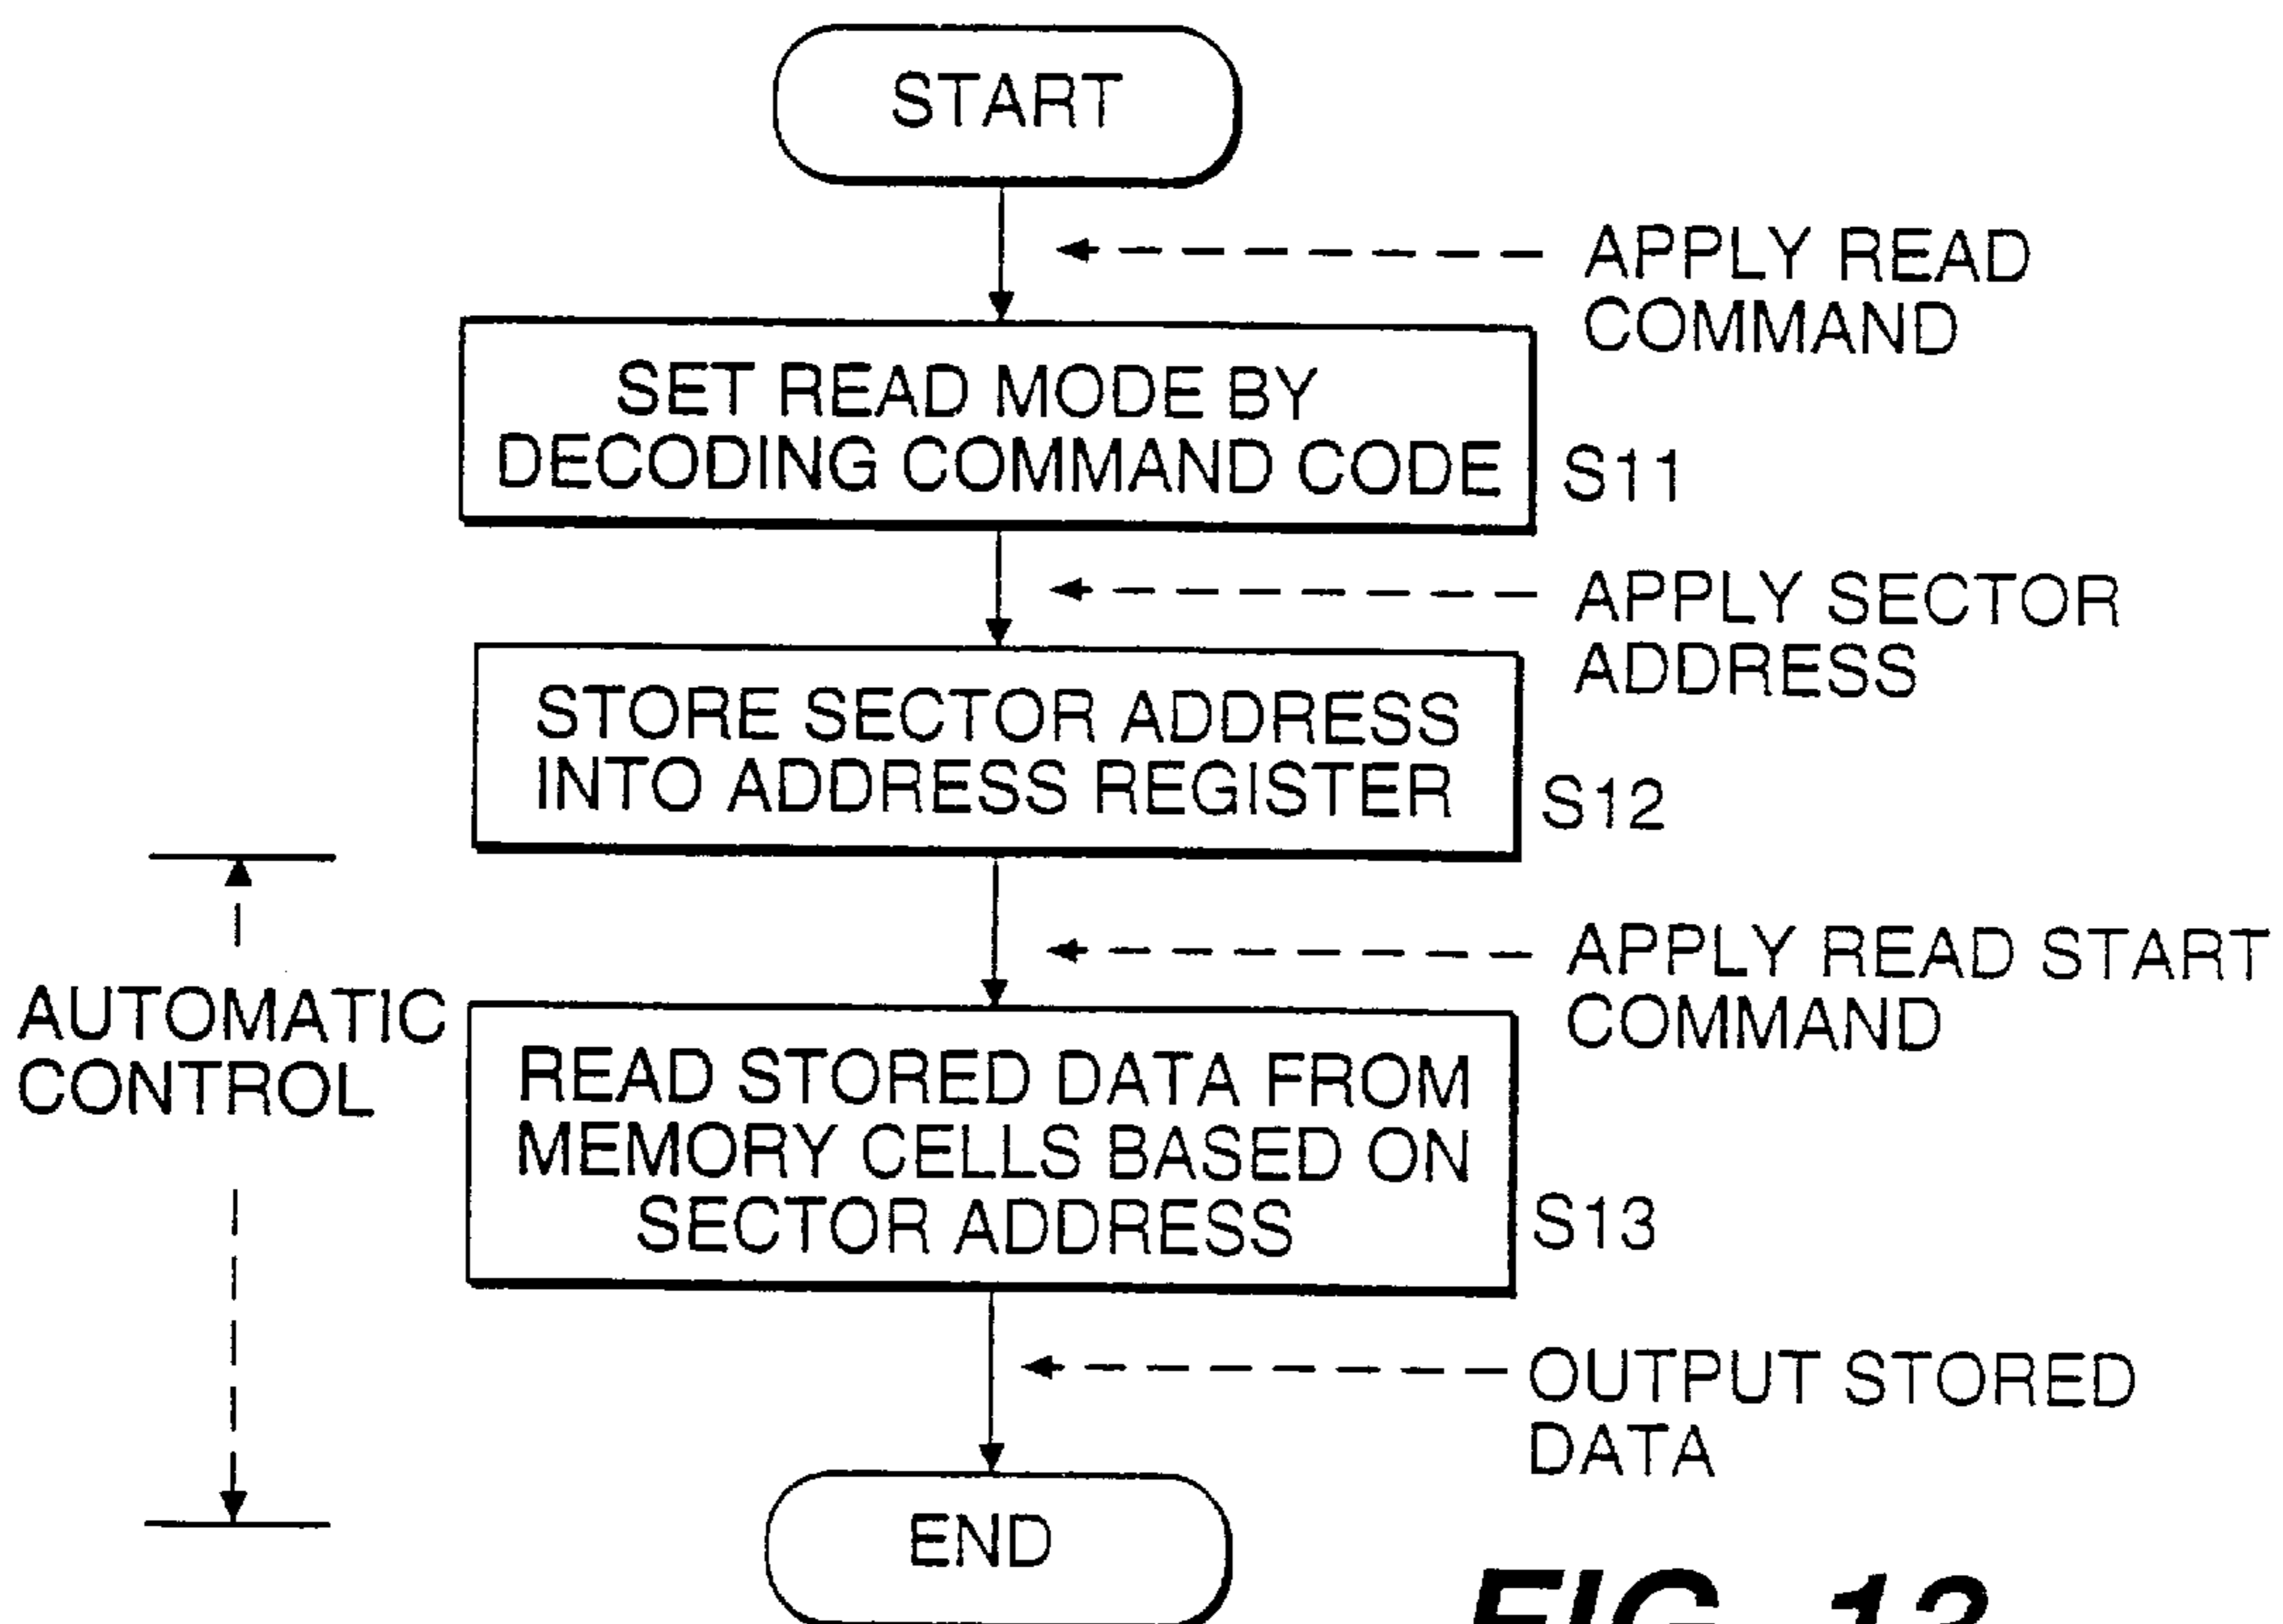 START
APPLY READ
COMMAND
SET READ MODE BY
DECODING COMMAND CODE
S11
APPLY SECTOR
ADDRESS
STORE SECTOR ADDRESS
INTO ADDRESS REGISTER
S12
APPLY READ START
COMMAND
AUTOMATIC
CONTROL
READ STORED DATA FROM
MEMORY CELLS BASED ON
SECTOR ADDRESS
S13
OUTPUT STORED
DATA
END
FIG.